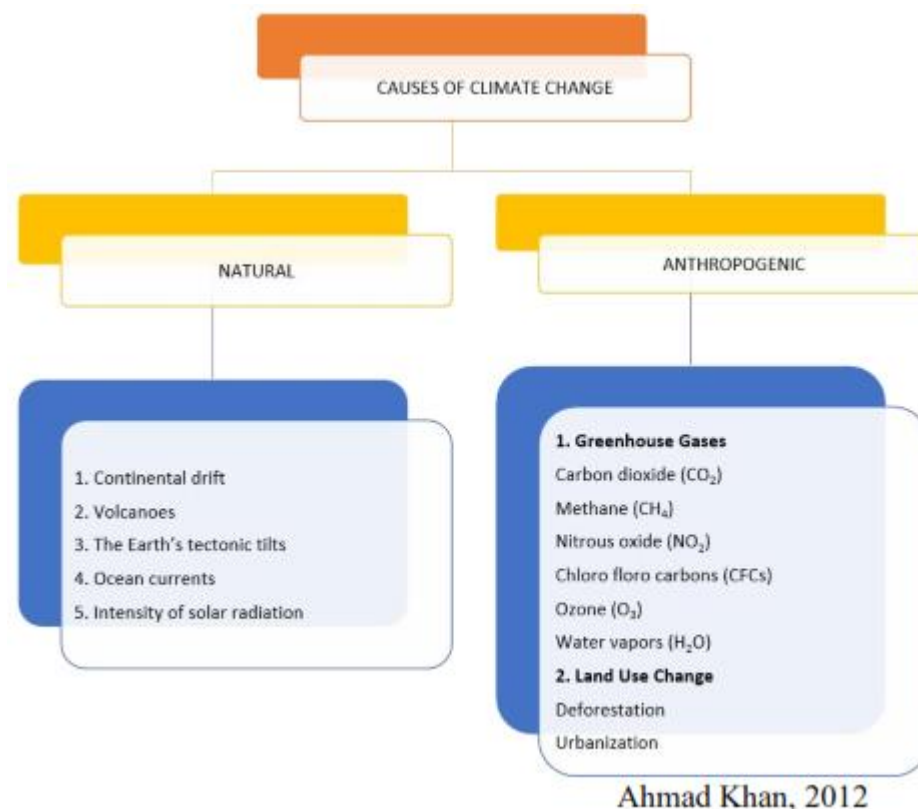 CAUSES OF CLIMATE CHANGE
NATURAL
1. Continental drift
2. Volcanoes
3. The Earth's tectonic tilts
4. Ocean currents
5. Intensity of solar radiation
ANTHROPOGENIC
1. Greenhouse Gases
Carbon dioxide (CO₂)
Methane (CH₄)
Nitrous oxide (NO₂)
Chloro floro carbons (CFCs)
Ozone (O₃)
Water vapors (H₂O)
2. Land Use Change
Deforestation
Urbanization
Ahmad Khan, 2012